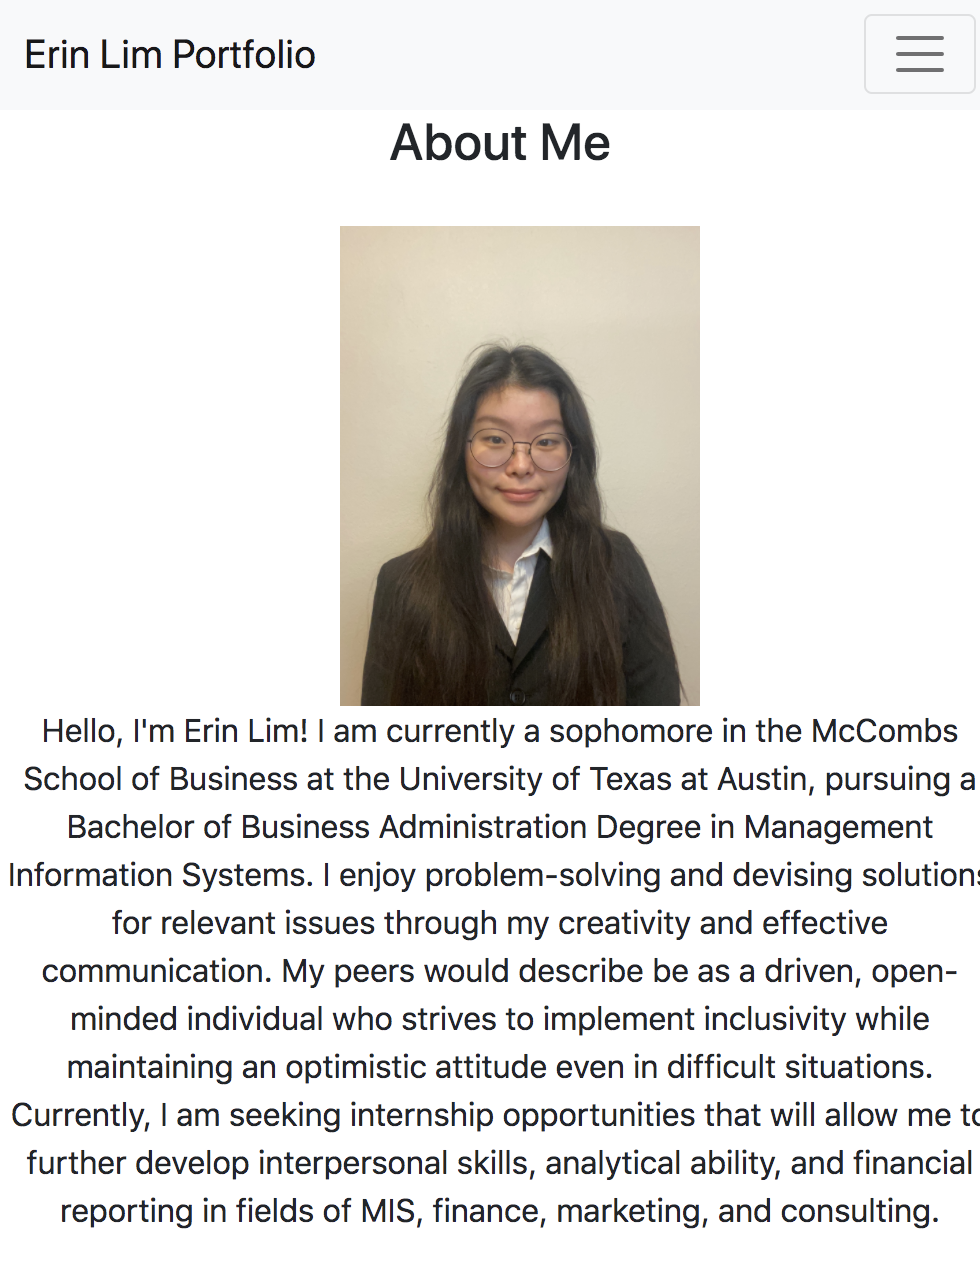 Erin Lim Portfolio
About Me
Hello, I'm Erin Lim! I am currently a sophomore in the McCombs
School of Business at the University of Texas at Austin, pursuing a
Bachelor of Business Administration Degree in Management
Information Systems. I enjoy problem-solving and devising solutions
for relevant issues through my creativity and effective
communication. My peers would describe be as a driven, open-
minded individual who strives to implement inclusivity while
maintaining an optimistic attitude even in difficult situations.
Currently, I am seeking internship opportunities that will allow me to
further develop interpersonal skills, analytical ability, and financial
reporting in fields of MIS, finance, marketing, and consulting.